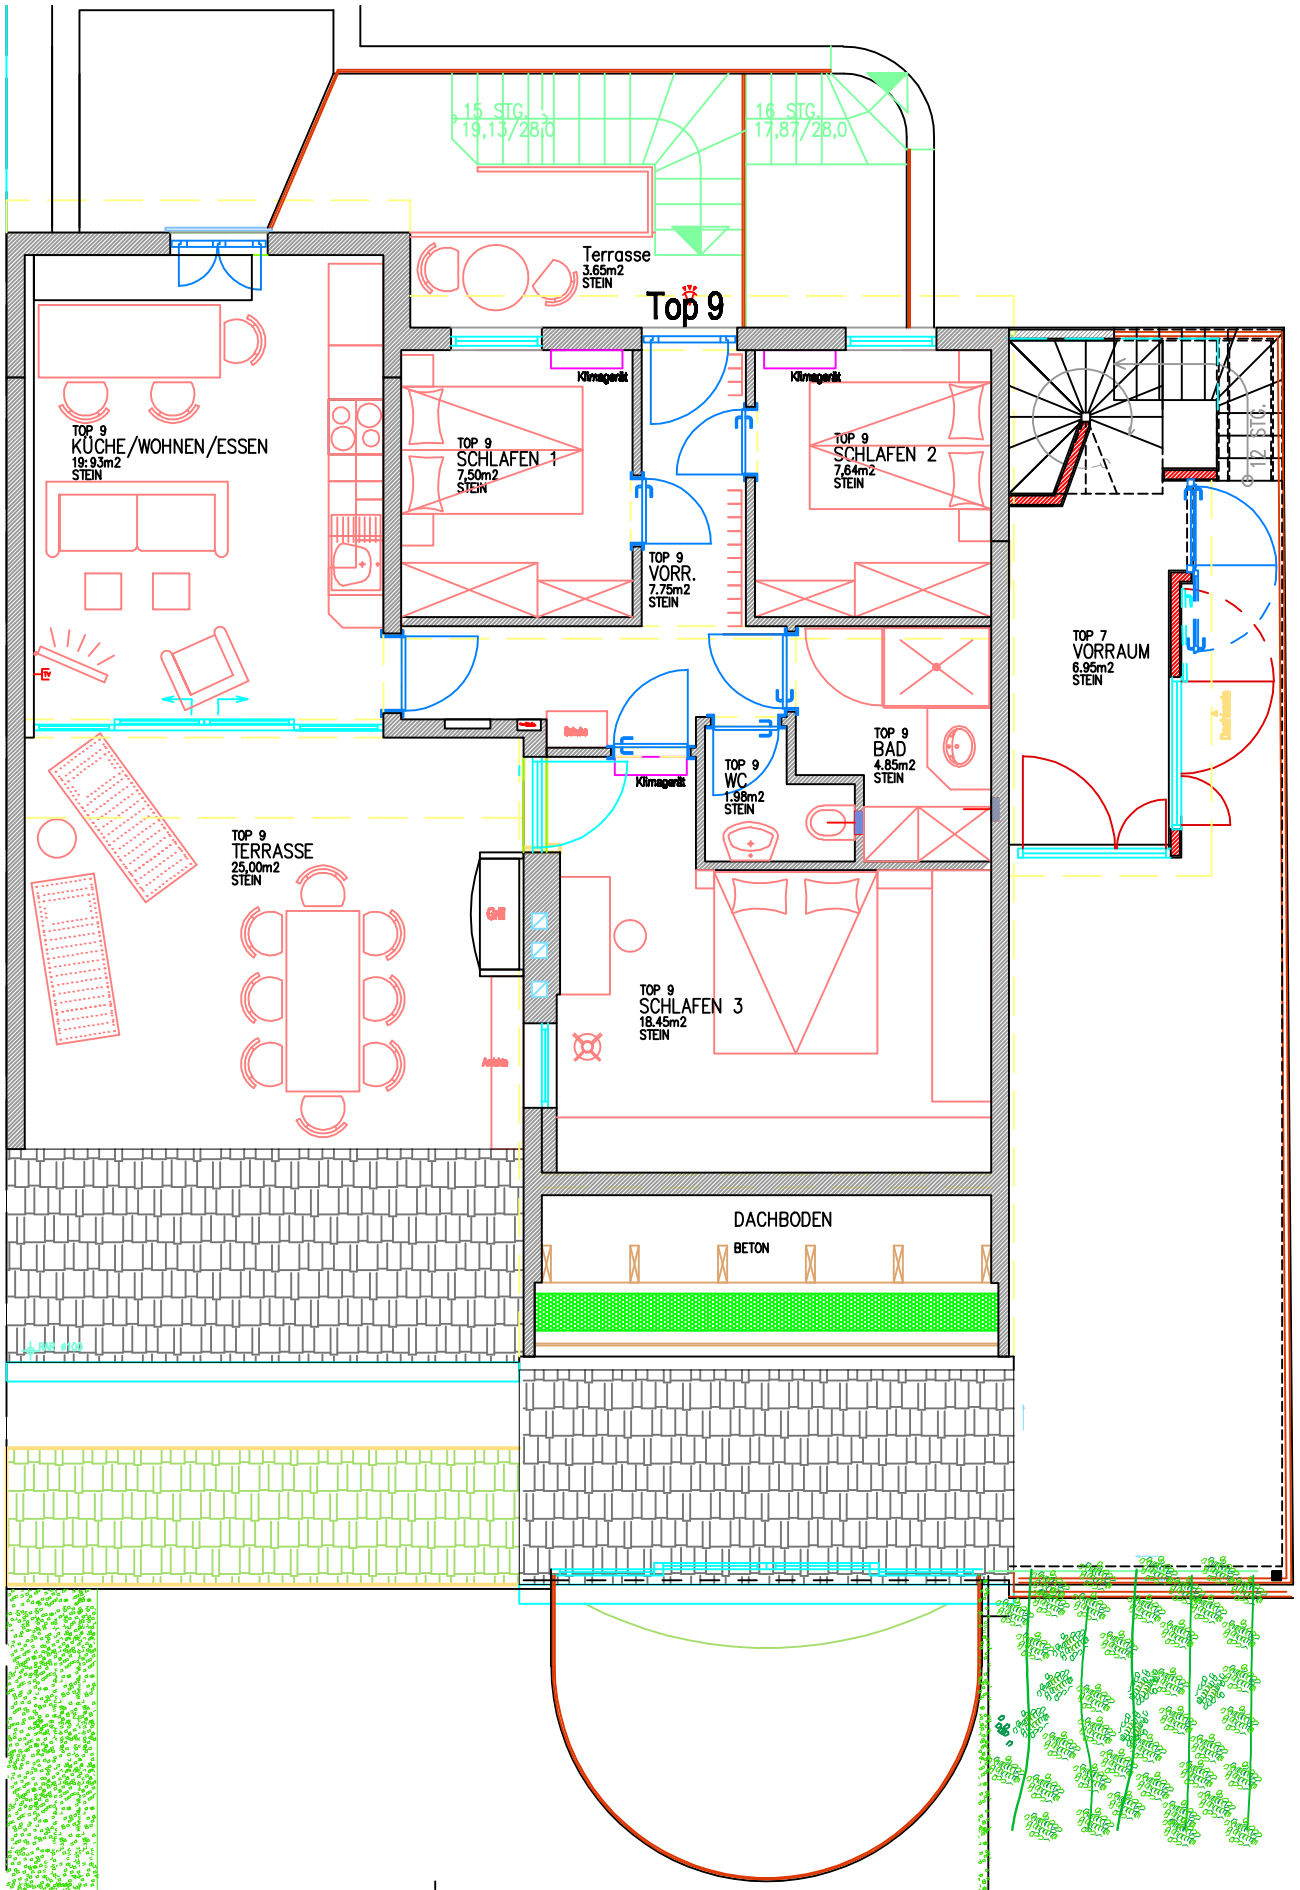 15 STG.
19,13/28,0
16 STG.
17,87/28,0
Terrasse
3.65m2
STEIN
Top 9
Klimagerät
Klimagerät
TOP 9
KÜCHE/WOHNEN/ESSEN
19.93m2
STEIN
TOP 9
SCHLAFEN 1
7,50m2
STEIN
TOP 9
SCHLAFEN 2
7,64m2
STEIN
12 STG.
TOP 9
VORR.
7.75m2
STEIN
TOP 7
VORRAUM
6.95m2
STEIN
TV
Dachkante
TOP 9
BAD
4.85m2
STEIN
Klimagerät
TOP 9
WC
1.98m2
STEIN
TOP 9
TERRASSE
25,00m2
STEIN
Grill
TOP 9
SCHLAFEN 3
18.45m2
STEIN
DACHBODEN
BETON